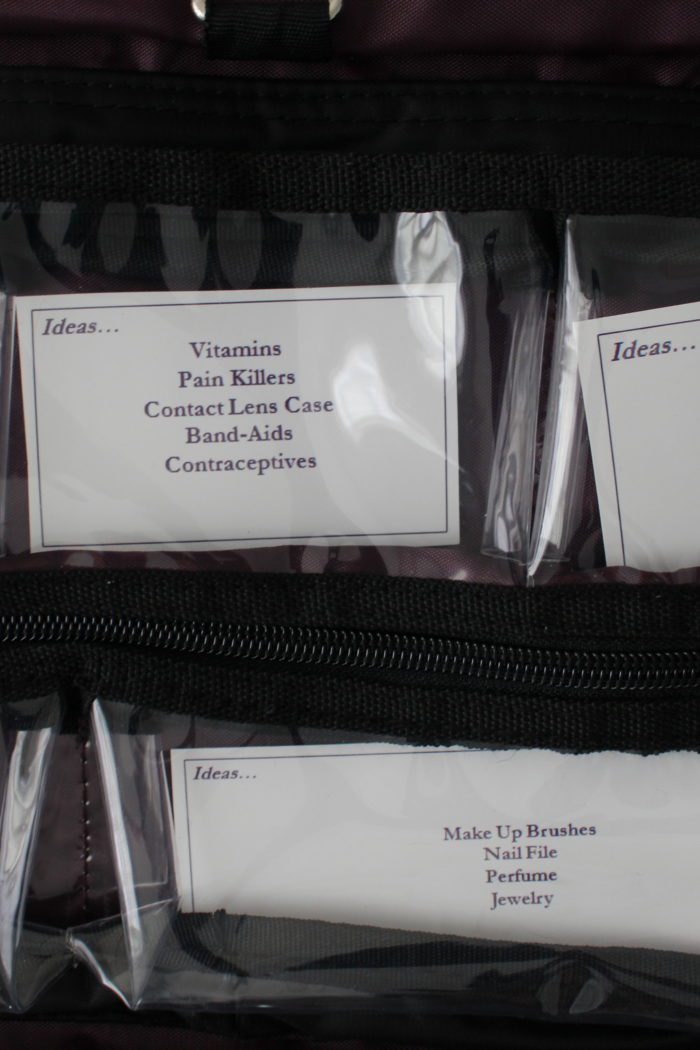 Ideas...
Vitamins
Pain Killers
Contact Lens Case
Band-Aids
Contraceptives
Ideas...
Ideas...
Make Up Brushes
Nail File
Perfume
Jewelry